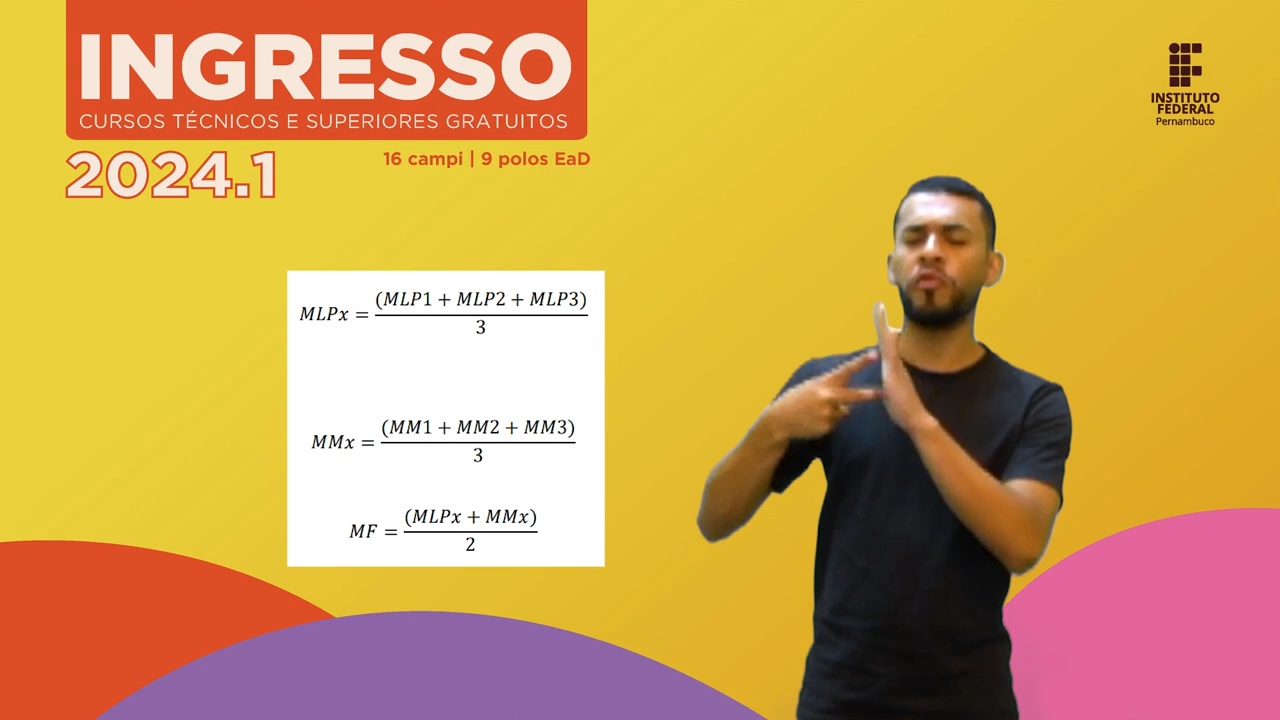 INGRESSO
CURSOS TÉCNICOS E SUPERIORES GRATUITOS
2024.1
16 campi | 9 polos EaD
INSTITUTO
FEDERAL
Pernambuco
MLPx = (MLP1 + MLP2 + MLP3)
3
MMx = (MM1 + MM2 + MM3)
3
MF = (MLPx + MMx)
2